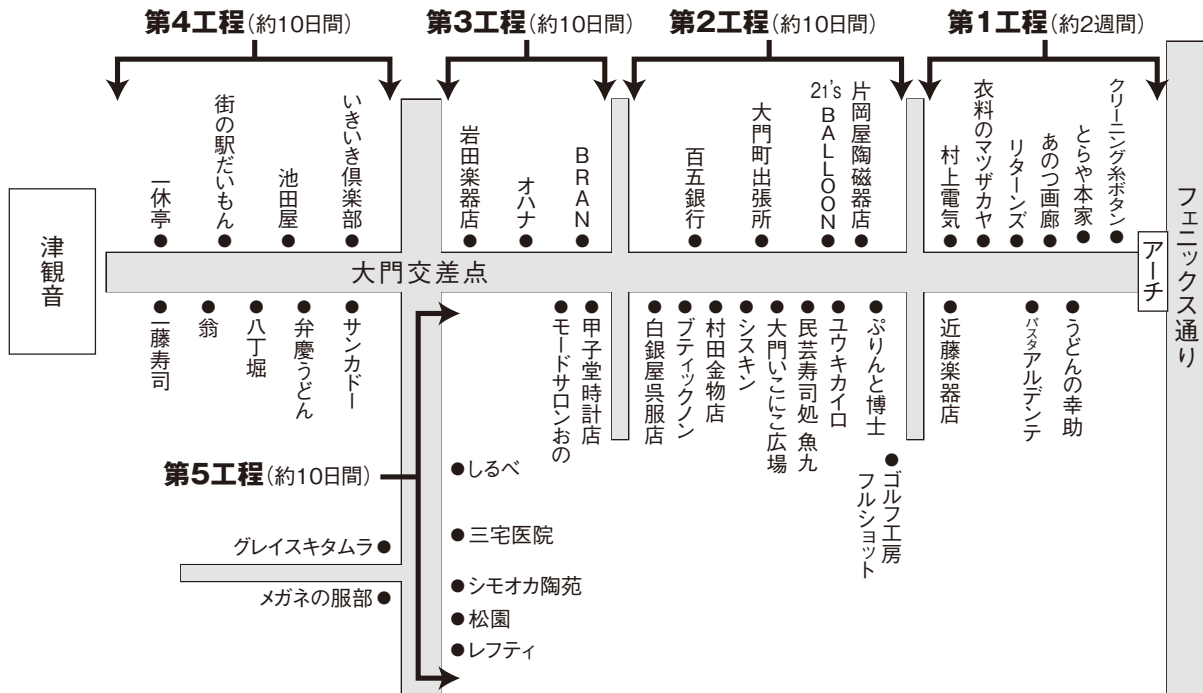 第4工程(約10日間)
第3工程(約10日間)
第2工程(約10日間)
第1工程(約2週間)
一休亭
街の駅だいもん
池田屋
いきいき倶楽部
岩田楽器店
オハナ
BRAN
百五銀行
大門町出張所
21's BALLOON
片岡屋陶磁器店
村上電気
衣料のマツザカヤ
リターンズ
あのつ画廊
とらや本家
クリーニング糸ボタン
津観音
大門交差点
アーチ
フェニックス通り
一藤寿司
翁
八丁堀
弁慶うどん
サンカドー
モードサロンおの
甲子堂時計店
白銀屋呉服店
ブティックノン
村田金物店
シスキン
大門いこにこ広場
民芸寿司処 魚九
ユウキカイロ
ぷりんと博士
ゴルフ工房
フルショット
近藤楽器店
パスタアルデンテ
うどんの幸助
第5工程(約10日間)
しるべ
三宅医院
グレイスキタムラ
シモオカ陶苑
メガネの服部
松園
レフティ